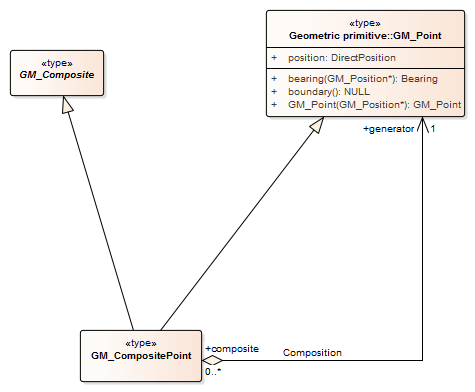 «type»
Geometric primitive::GM_Point
+ position: DirectPosition
+ bearing(GM_Position*): Bearing
+ boundary(): NULL
+ GM_Point(GM_Position*): GM_Point
«type»
GM_Composite
+generator 1
«type»
GM_CompositePoint
+composite
Composition
0..*